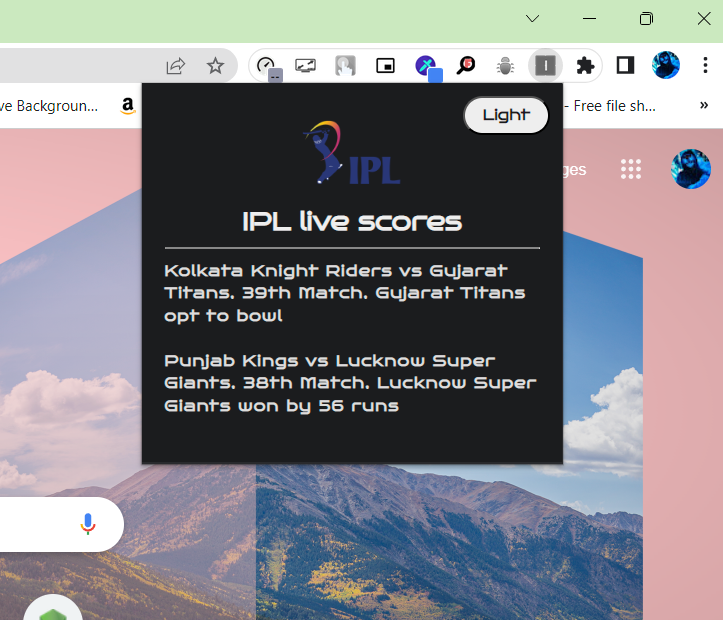 --
I
ve Backgroun...
a
- Free file sh...
»
Light
ges
IPL
IPL live scores
Kolkata Knight Riders vs Gujarat
Titans, 39th Match, Gujarat Titans
opt to bowl
Punjab Kings vs Lucknow Super
Giants, 38th Match, Lucknow Super
Giants won by 56 runs